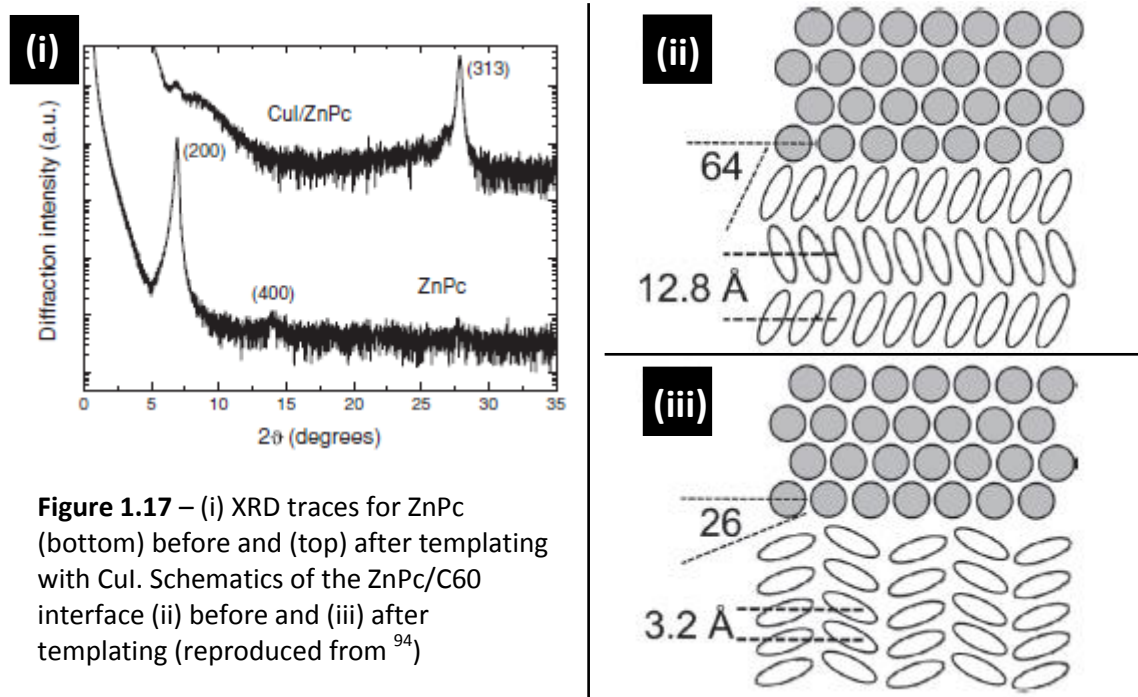 (i)
Diffraction intensity (a.u.)
CuI/ZnPc
(313)
(200)
(400)
ZnPc
0 5 10 15 20 25 30 35
2ϑ (degrees)
Figure 1.17 – (i) XRD traces for ZnPc
(bottom) before and (top) after templating
with CuI. Schematics of the ZnPc/C60
interface (ii) before and (iii) after
templating (reproduced from ⁹⁴)
(ii)
64
12.8 Å
(iii)
26
3.2 Å